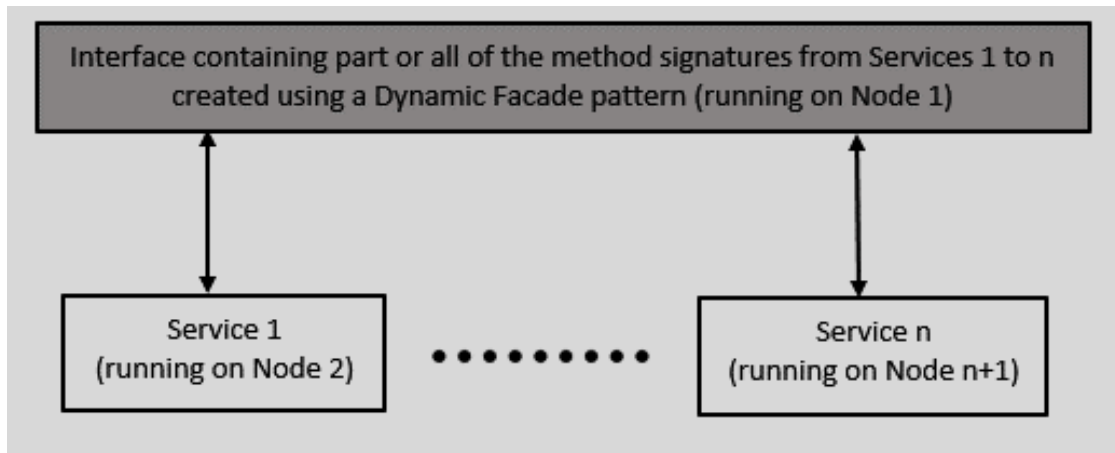 Interface containing part or all of the method signatures from Services 1 to n
created using a Dynamic Facade pattern (running on Node 1)
Service 1
(running on Node 2)
Service n
(running on Node n+1)